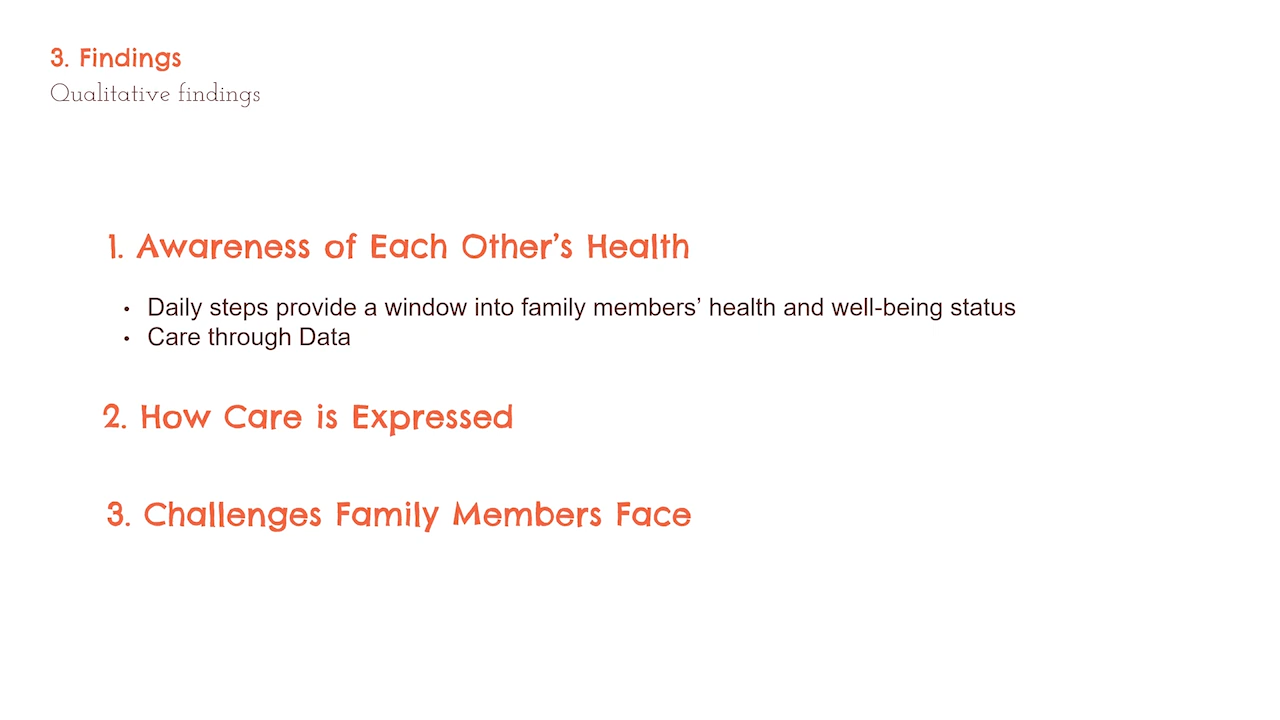 3. Findings
Qualitative findings
1. Awareness of Each Other’s Health
• Daily steps provide a window into family members’ health and well-being status
• Care through Data
2. How Care is Expressed
3. Challenges Family Members Face